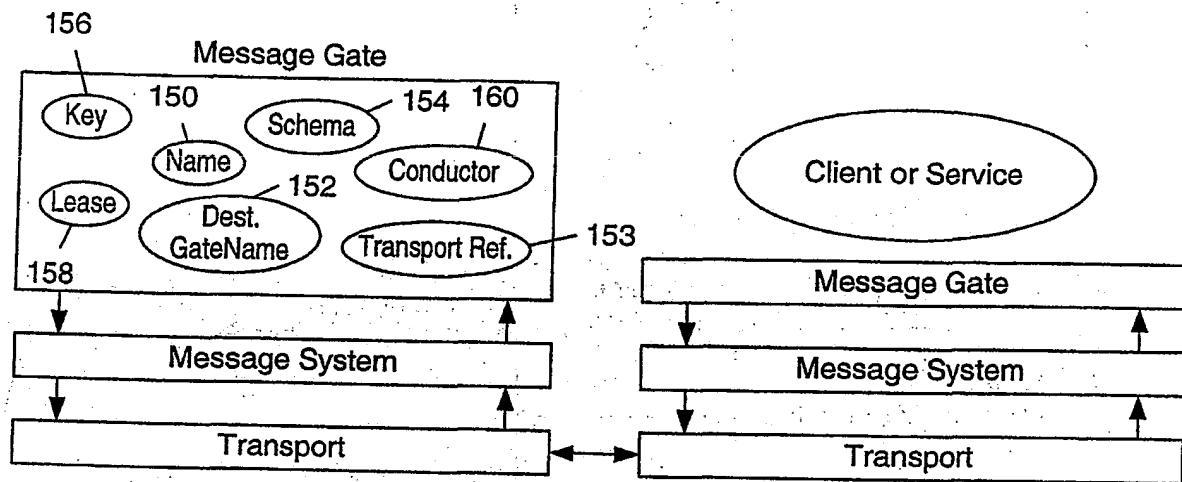 156
Message Gate
Key
150
Schema
154
160
Name
Conductor
Lease
152
Dest.
GateName
Transport Ref.
153
158
Message System
Transport
Client or Service
Message Gate
Message System
Transport